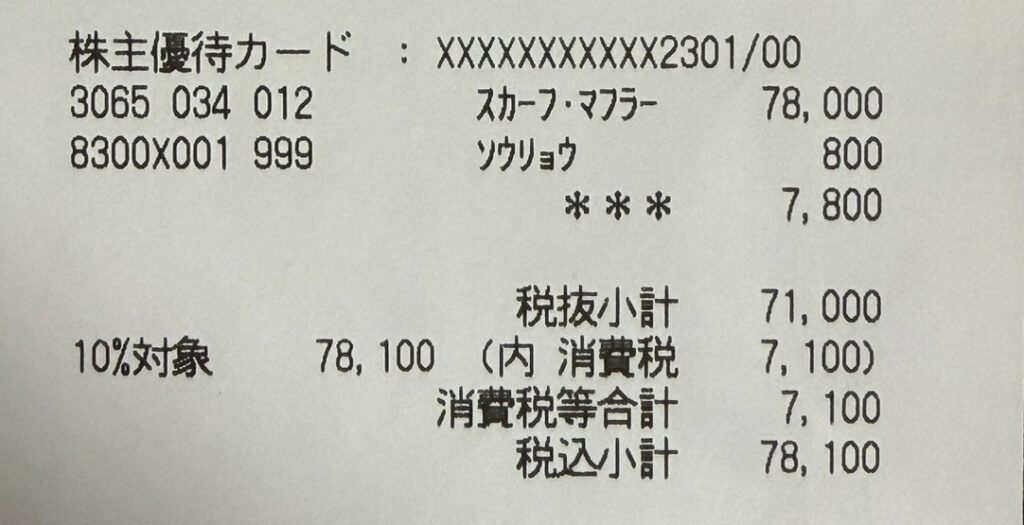 株主優待カード : XXXXXXXXXXX2301/00
3065 034 012 ｽｶｰﾌ･ﾏﾌﾗｰ 78,000
8300X001 999 ｿｳﾘｮｳ 800
＊＊＊ 7,800
税抜小計 71,000
10%対象 78,100 (内 消費税 7,100)
消費税等合計 7,100
税込小計 78,100